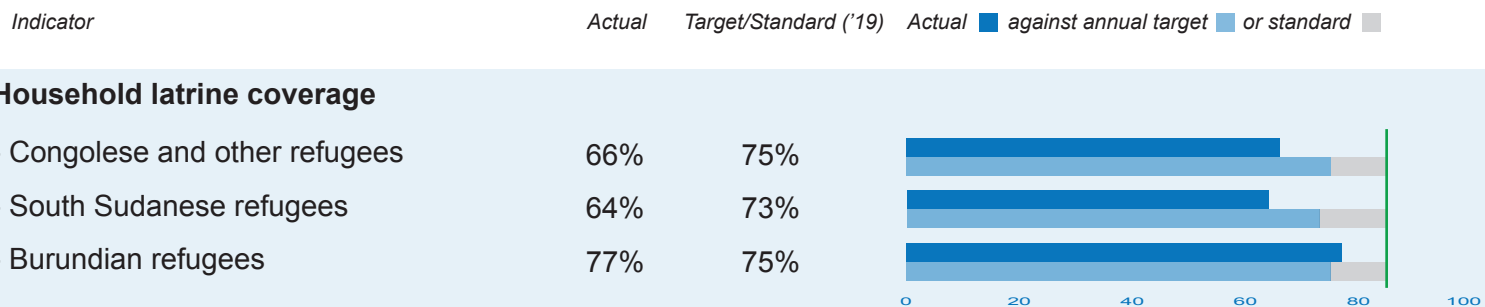 Indicator Actual Target/Standard ('19) Actual against annual target or standard
Household latrine coverage
Congolese and other refugees 66% 75%
South Sudanese refugees 64% 73%
Burundian refugees 77% 75%
0 20 40 60 80 100